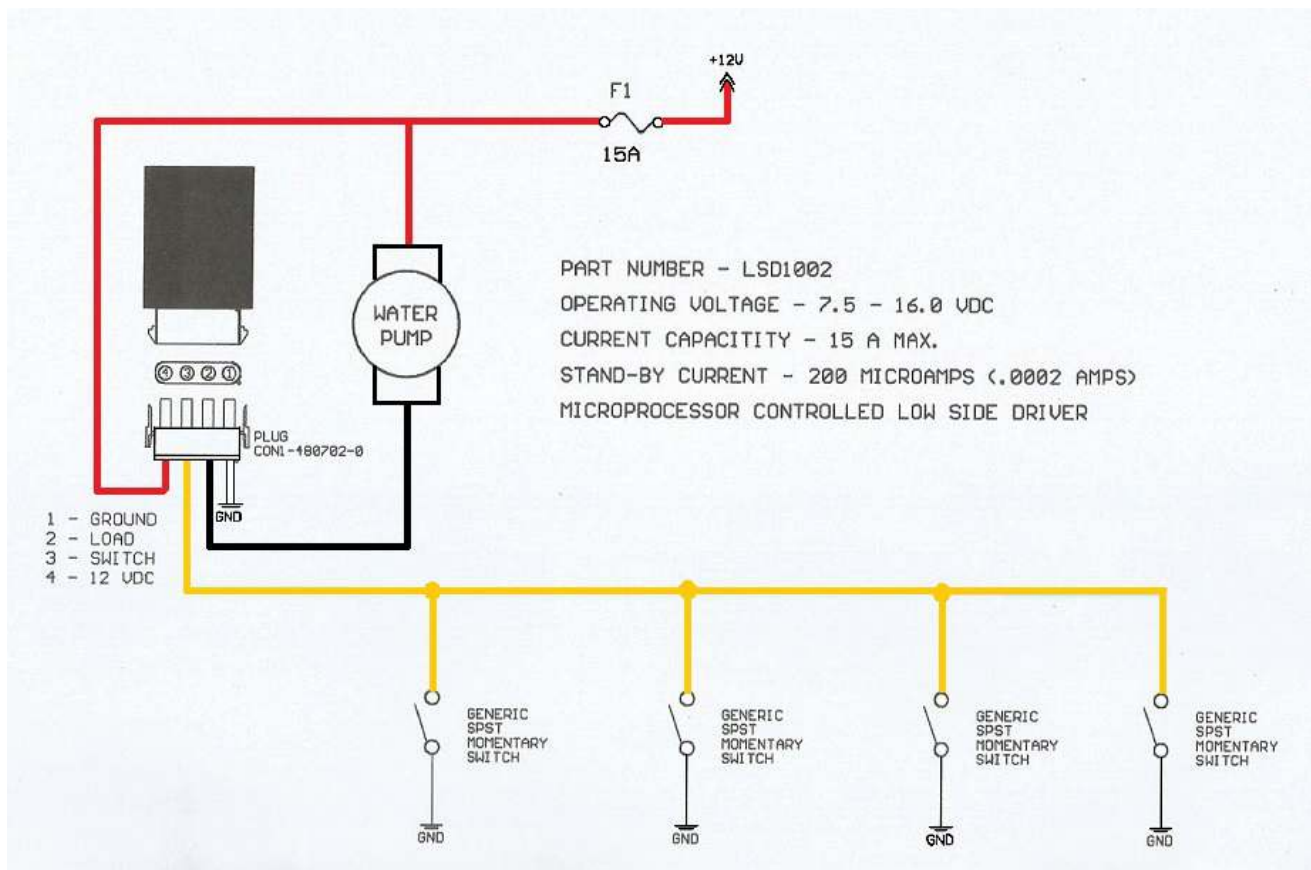 +12V
F1
15A
WATER
PUMP
PART NUMBER - LSD1002
OPERATING VOLTAGE - 7.5 - 16.0 VDC
CURRENT CAPACITITY - 15 A MAX.
STAND-BY CURRENT - 200 MICROAMPS (.0002 AMPS)
MICROPROCESSOR CONTROLLED LOW SIDE DRIVER
4 3 2 1
PLUG
CON1-480702-0
GND
1 - GROUND
2 - LOAD
3 - SWITCH
4 - 12 VDC
GENERIC
SPST
MOMENTARY
SWITCH
GND
GENERIC
SPST
MOMENTARY
SWITCH
GND
GENERIC
SPST
MOMENTARY
SWITCH
GND
GENERIC
SPST
MOMENTARY
SWITCH
GND